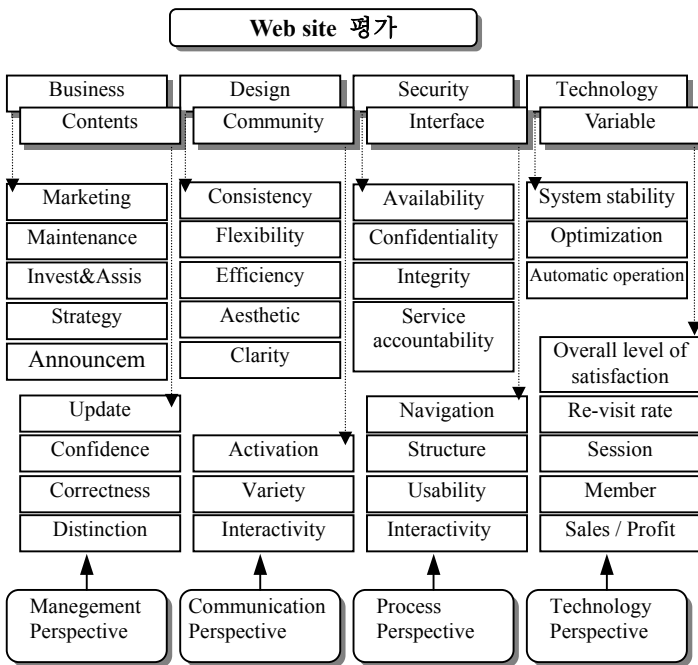 Web site 평가
Business
Design
Security
Technology
Contents
Community
Interface
Variable
Marketing
Maintenance
Invest&Assis
Strategy
Announcem
Consistency
Flexibility
Efficiency
Aesthetic
Clarity
Availability
Confidentiality
Integrity
Service
accountability
System stability
Optimization
Automatic operation
Update
Confidence
Correctness
Distinction
Activation
Variety
Interactivity
Navigation
Structure
Usability
Interactivity
Overall level of
satisfaction
Re-visit rate
Session
Member
Sales / Profit
Manegement
Perspective
Communication
Perspective
Process
Perspective
Technology
Perspective